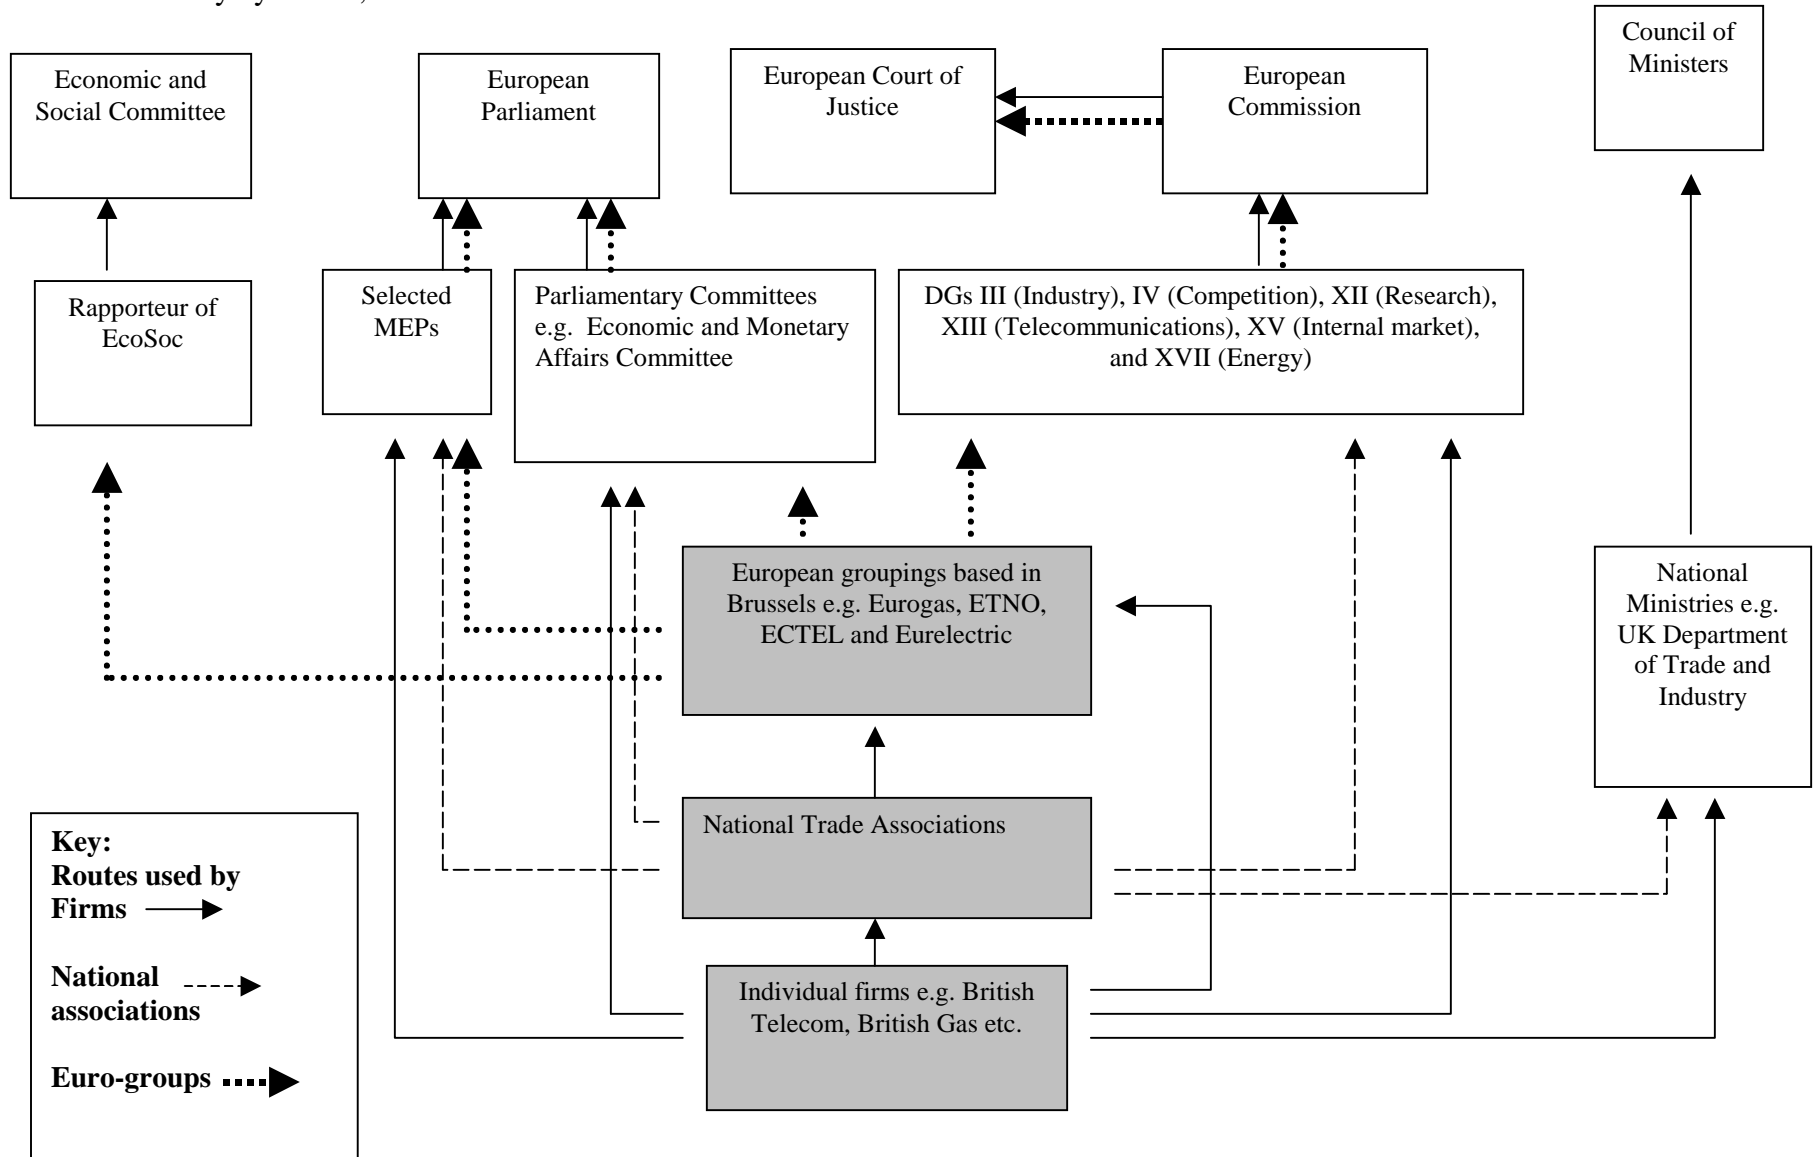 Council of
Ministers
Economic and
Social Committee
European
Parliament
European Court of
Justice
European
Commission
Rapporteur of
EcoSoc
Selected
MEPs
Parliamentary Committees
e.g. Economic and Monetary
Affairs Committee
DGs III (Industry), IV (Competition), XII (Research),
XIII (Telecommunications), XV (Internal market),
and XVII (Energy)
European groupings based in
Brussels e.g. Eurogas, ETNO,
ECTEL and Eurelectric
National
Ministries e.g.
UK Department
of Trade and
Industry
National Trade Associations
Individual firms e.g. British
Telecom, British Gas etc.
Key:
Routes used by
Firms
National
associations
Euro-groups